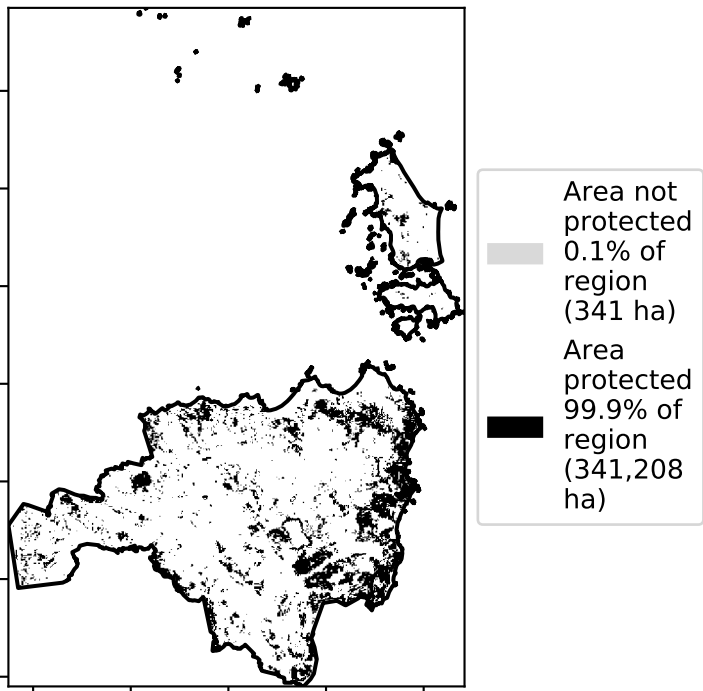 Area not
protected
0.1% of
region
(341 ha)
Area
protected
99.9% of
region
(341,208
ha)